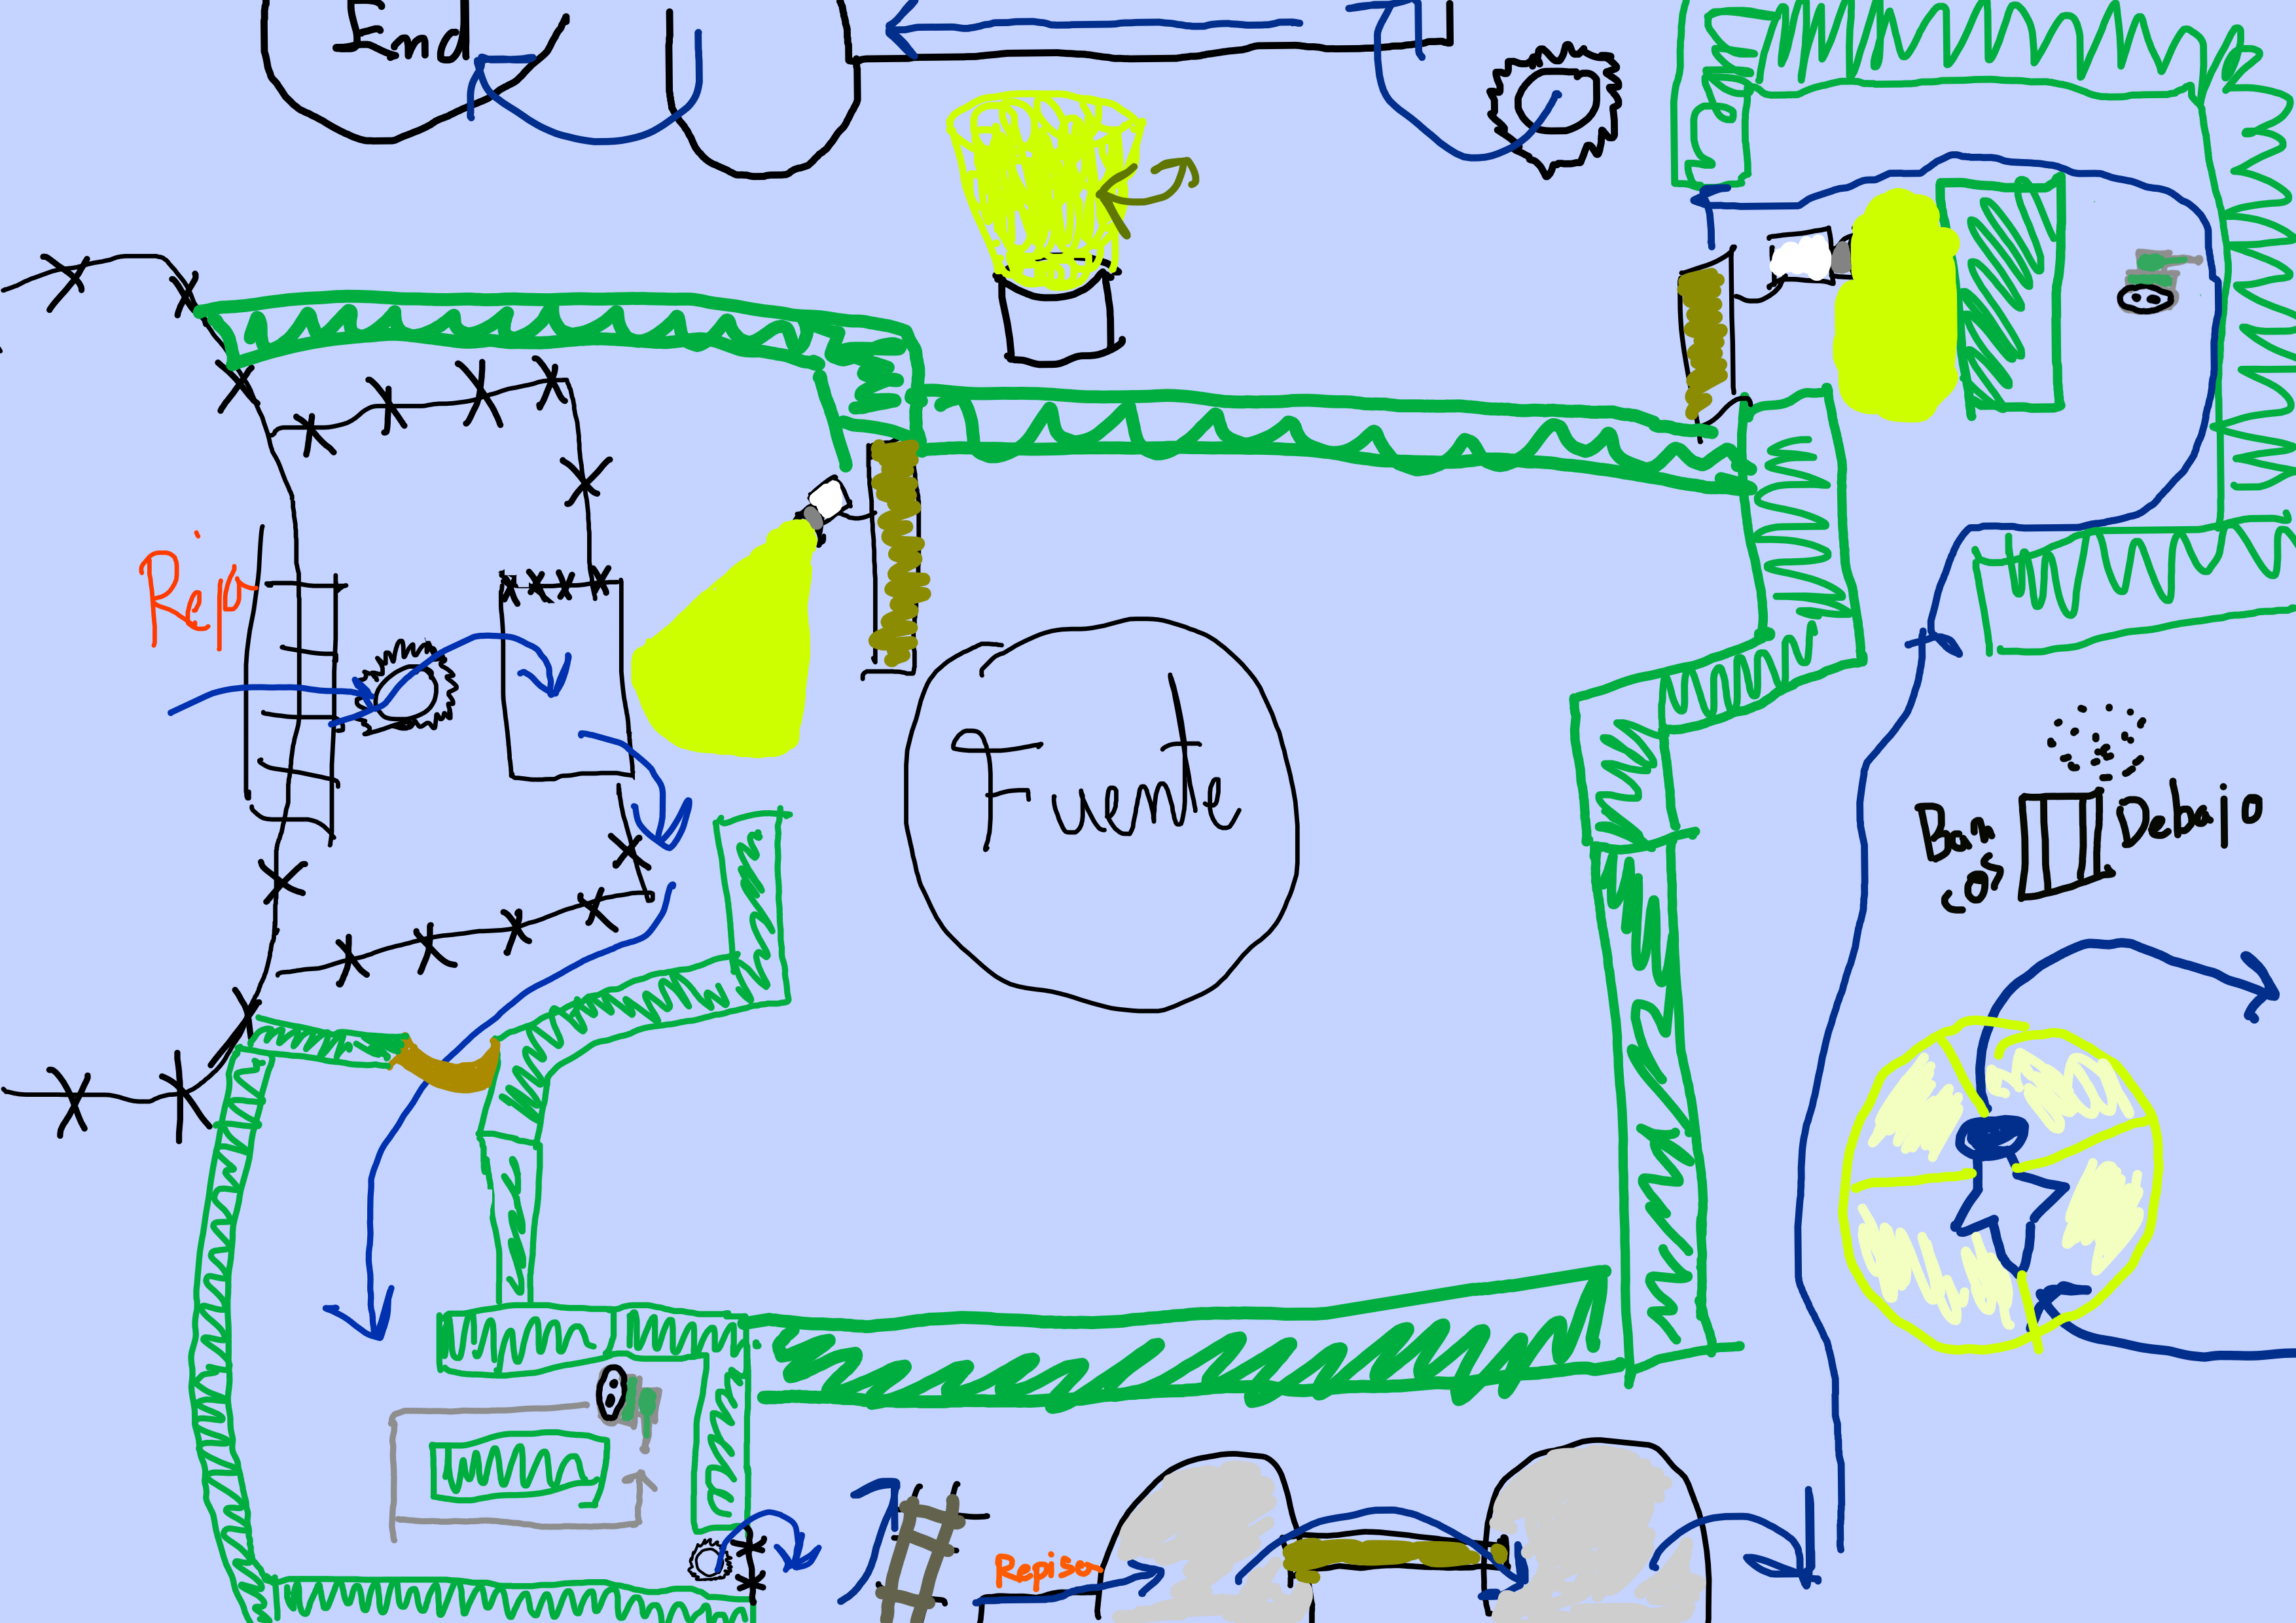 End
Reja
Fuente
Ban
cos
Debajo
Repisa